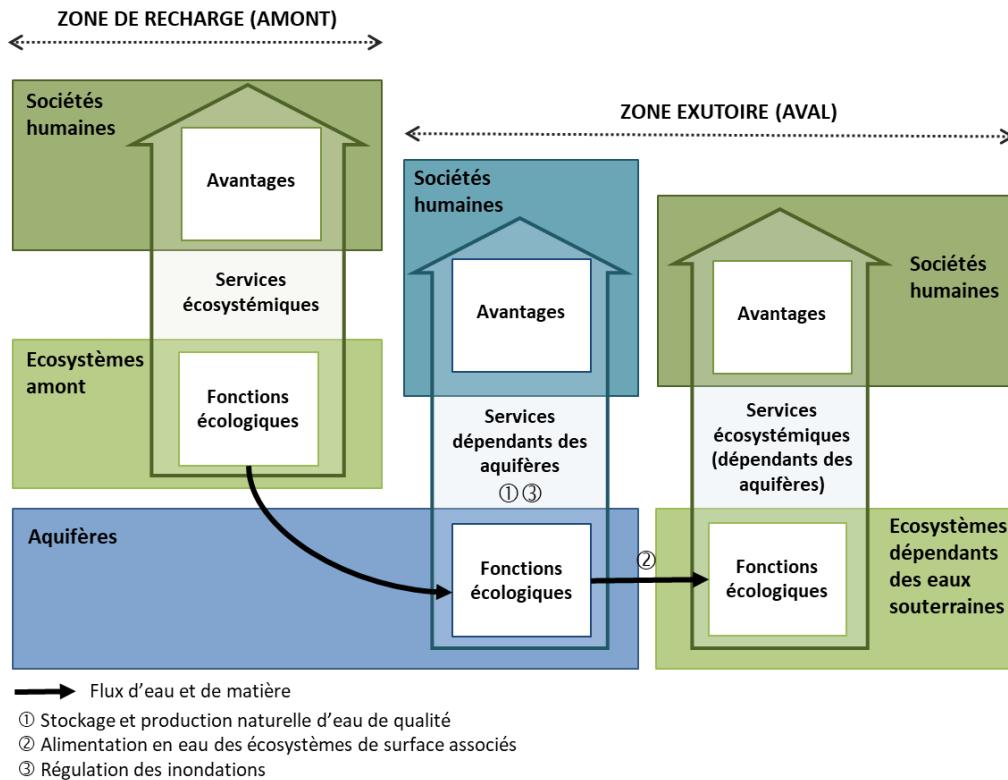 ZONE DE RECHARGE (AMONT)
Sociétés
humaines
Avantages
Services
écosystémiques
Ecosystèmes
amont
Fonctions
écologiques
ZONE EXUTOIRE (AVAL)
Sociétés
humaines
Avantages
Services
dépendants des
aquifères
① ③
Aquifères
Fonctions
écologiques
②
Sociétés
humaines
Avantages
Services
écosystémiques
(dépendants des
aquifères)
Fonctions
écologiques
Ecosystèmes
dépendants
des eaux
souterraines
Flux d’eau et de matière
① Stockage et production naturelle d’eau de qualité
② Alimentation en eau des écosystèmes de surface associés
③ Régulation des inondations